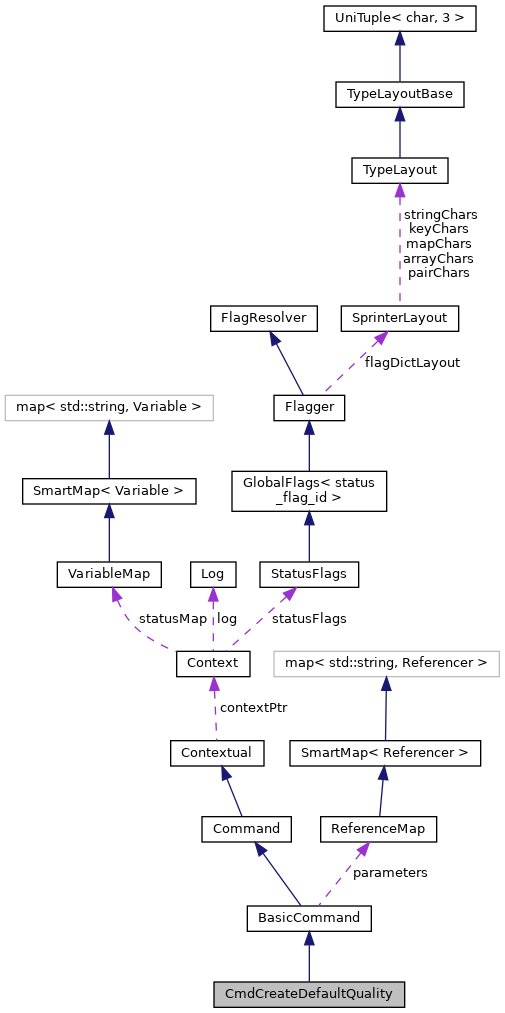 UniTuple< char, 3 >
TypeLayoutBase
TypeLayout
stringChars
keyChars
mapChars
arrayChars
pairChars
FlagResolver
SprinterLayout
flagDictLayout
Flagger
map< std::string, Variable >
GlobalFlags< status
_flag_id >
SmartMap< Variable >
VariableMap
Log
StatusFlags
statusMap
log
statusFlags
Context
map< std::string, Referencer >
contextPtr
Contextual
SmartMap< Referencer >
Command
ReferenceMap
parameters
BasicCommand
CmdCreateDefaultQuality